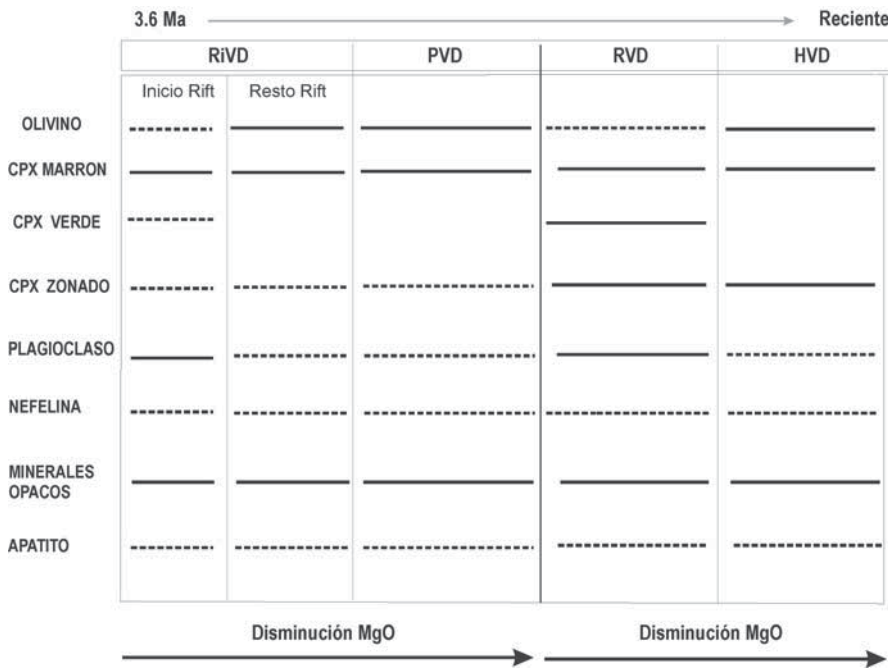 3.6 Ma
Reciente
RiVD
PVD
RVD
HVD
Inicio Rift
Resto Rift
OLIVINO
CPX MARRON
CPX VERDE
CPX ZONADO
PLAGIOCLASO
NEFELINA
MINERALES
OPACOS
APATITO
Disminución MgO
Disminución MgO